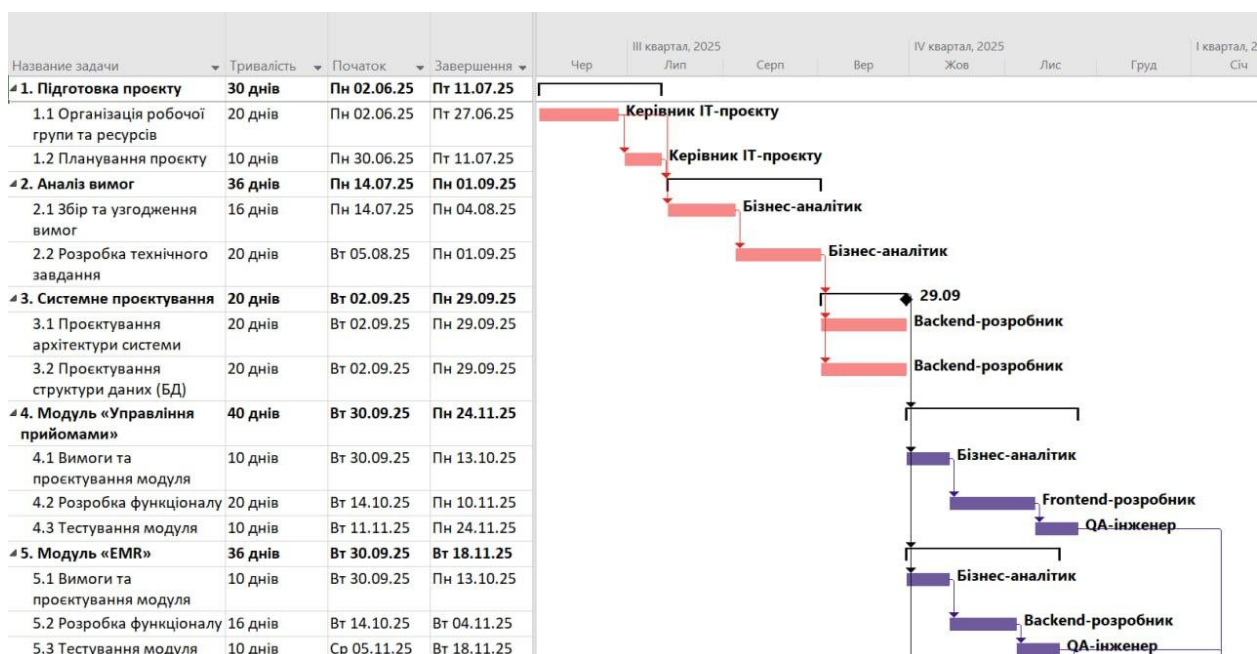 III квартал, 2025 IV квартал, 2025 I квартал, 2
Название задачи Тривалість Початок Завершення Чер Лип Серп Вер Жов Лис Груд Січ
1. Підготовка проєкту 30 днів Пн 02.06.25 Пт 11.07.25
1.1 Організація робочої 20 днів Пн 02.06.25 Пт 27.06.25 Керівник ІТ-проєкту
групи та ресурсів
1.2 Планування проєкту 10 днів Пн 30.06.25 Пт 11.07.25 Керівник ІТ-проєкту
2. Аналіз вимог 36 днів Пн 14.07.25 Пн 01.09.25
2.1 Збір та узгодження 16 днів Пн 14.07.25 Пн 04.08.25 Бізнес-аналітик
вимог
2.2 Розробка технічного 20 днів Вт 05.08.25 Пн 01.09.25 Бізнес-аналітик
завдання
3. Системне проєктування 20 днів Вт 02.09.25 Пн 29.09.25 29.09
3.1 Проєктування 20 днів Вт 02.09.25 Пн 29.09.25 Backend-розробник
архітектури системи
3.2 Проєктування 20 днів Вт 02.09.25 Пн 29.09.25 Backend-розробник
структури даних (БД)
4. Модуль «Управління 40 днів Вт 30.09.25 Пн 24.11.25
прийомами»
4.1 Вимоги та 10 днів Вт 30.09.25 Пн 13.10.25 Бізнес-аналітик
проєктування модуля
4.2 Розробка функціоналу 20 днів Вт 14.10.25 Пн 10.11.25 Frontend-розробник
4.3 Тестування модуля 10 днів Вт 11.11.25 Пн 24.11.25 QA-інженер
5. Модуль «EMR» 36 днів Вт 30.09.25 Вт 18.11.25
5.1 Вимоги та 10 днів Вт 30.09.25 Пн 13.10.25 Бізнес-аналітик
проєктування модуля
5.2 Розробка функціоналу 16 днів Вт 14.10.25 Вт 04.11.25 Backend-розробник
5.3 Тестування модуля 10 днів Ср 05.11.25 Вт 18.11.25 QA-інженер